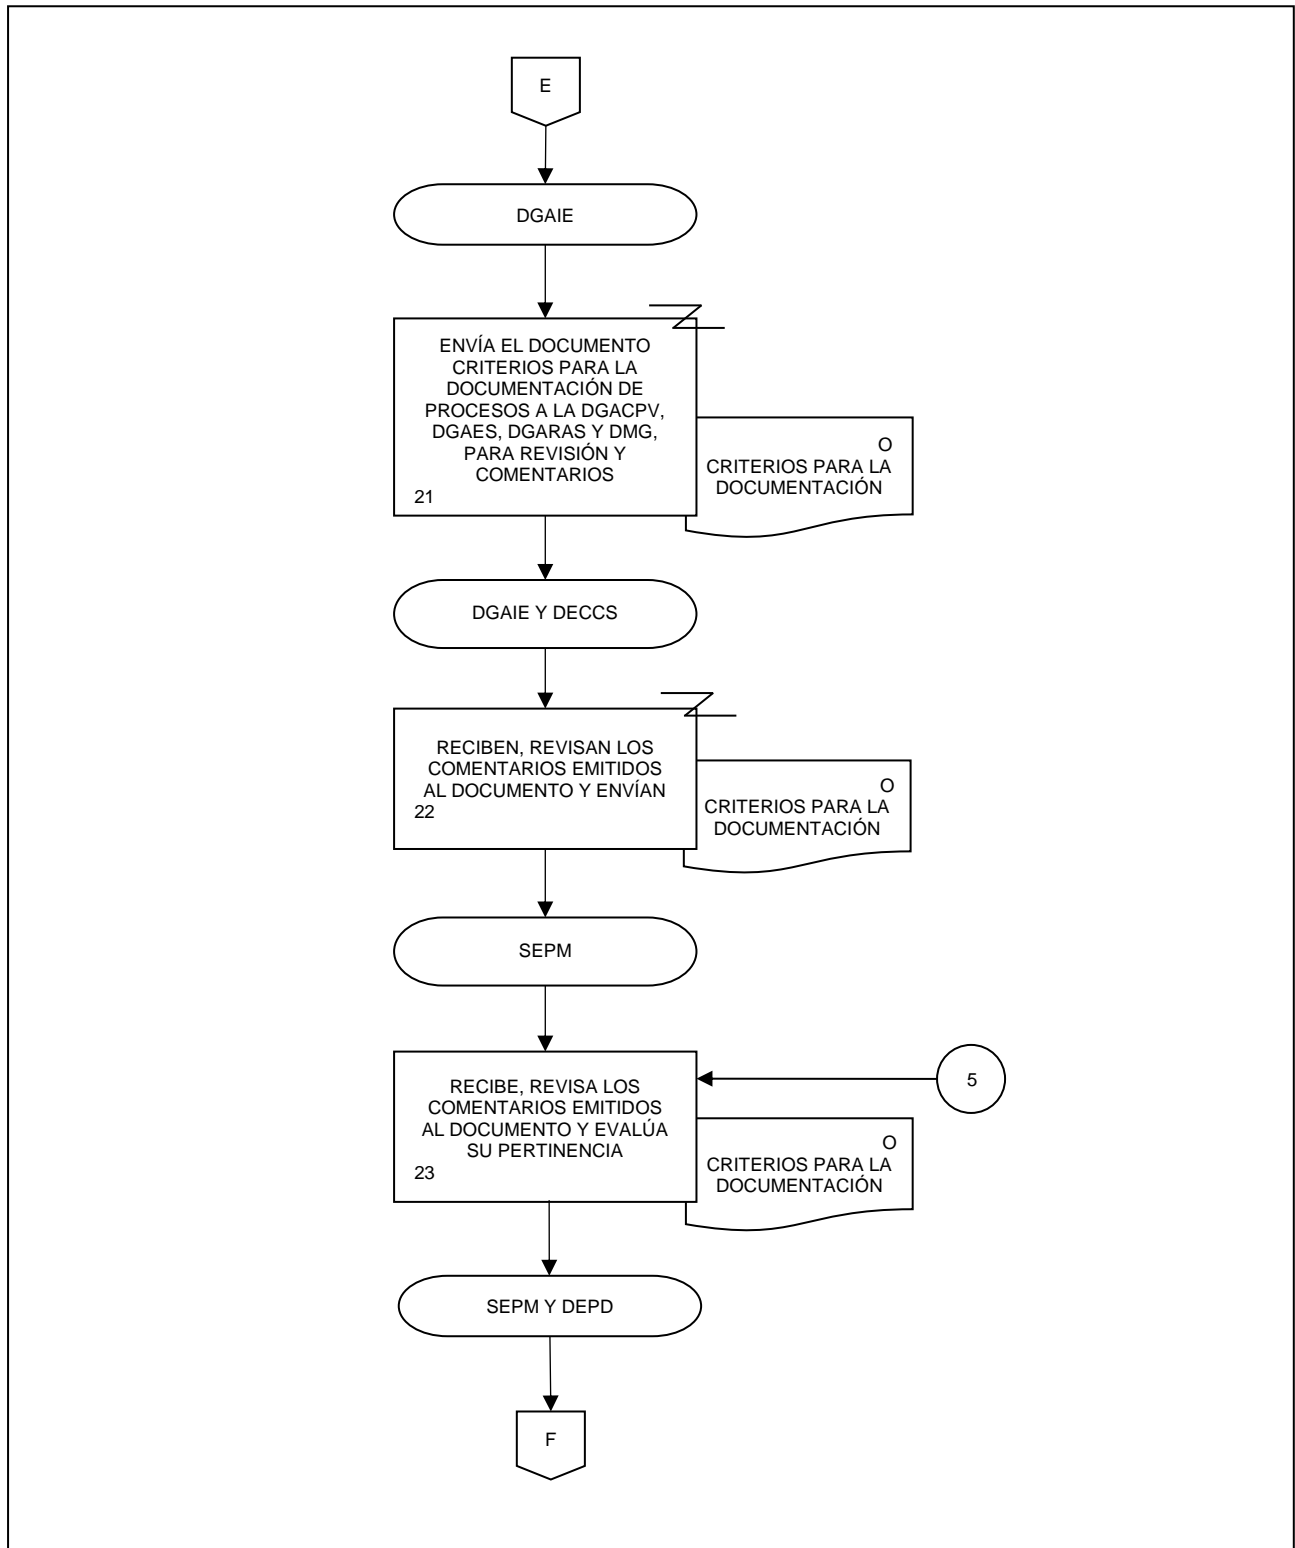 E
DGAIE
ENVÍA EL DOCUMENTO
CRITERIOS PARA LA
DOCUMENTACIÓN DE
PROCESOS A LA DGACPV,
DGAES, DGARAS Y DMG,
PARA REVISIÓN Y
COMENTARIOS
21
O
CRITERIOS PARA LA
DOCUMENTACIÓN
DGAIE Y DECCS
RECIBEN, REVISAN LOS
COMENTARIOS EMITIDOS
AL DOCUMENTO Y ENVÍAN
22
O
CRITERIOS PARA LA
DOCUMENTACIÓN
SEPM
RECIBE, REVISA LOS
COMENTARIOS EMITIDOS
AL DOCUMENTO Y EVALÚA
SU PERTINENCIA
23
5
O
CRITERIOS PARA LA
DOCUMENTACIÓN
SEPM Y DEPD
F